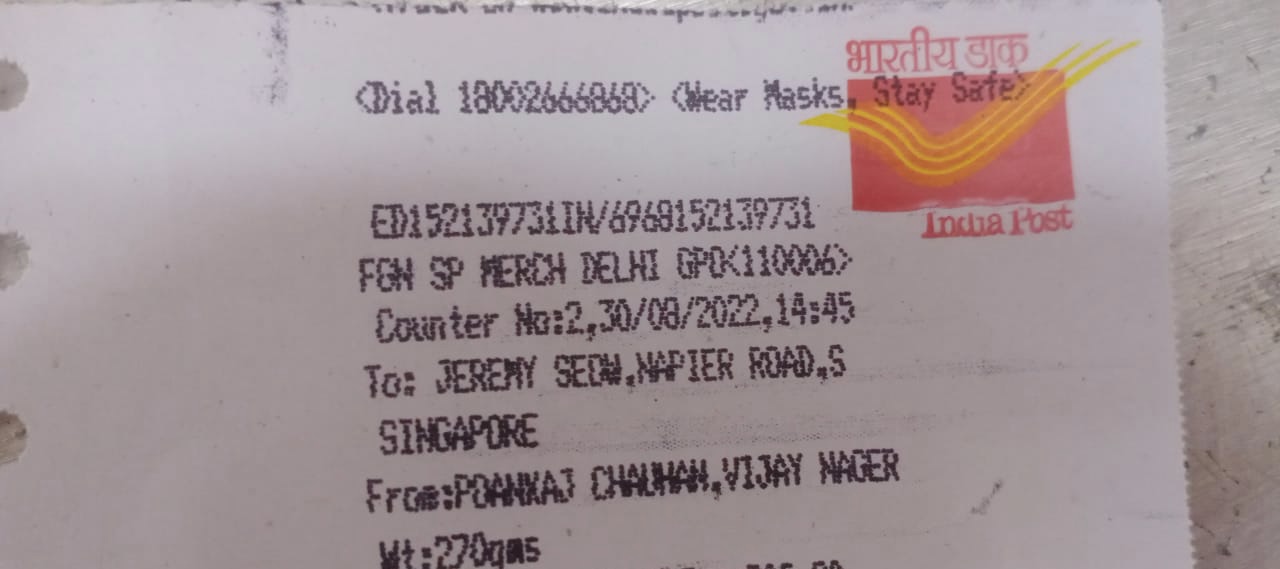 भारतीय डाक
<Dial 18002666868> <Wear Masks, Stay Safe>
ED152139731IN/6968152139731
India Post
FGN SP MERCH DELHI GPO<110006>
Counter No:2,30/08/2022,14:45
To: JEREMY SEOW,NAPIER ROAD,S
SINGAPORE
From:POANKAJ CHAUHAN,VIJAY NAGER
Wt:270gms